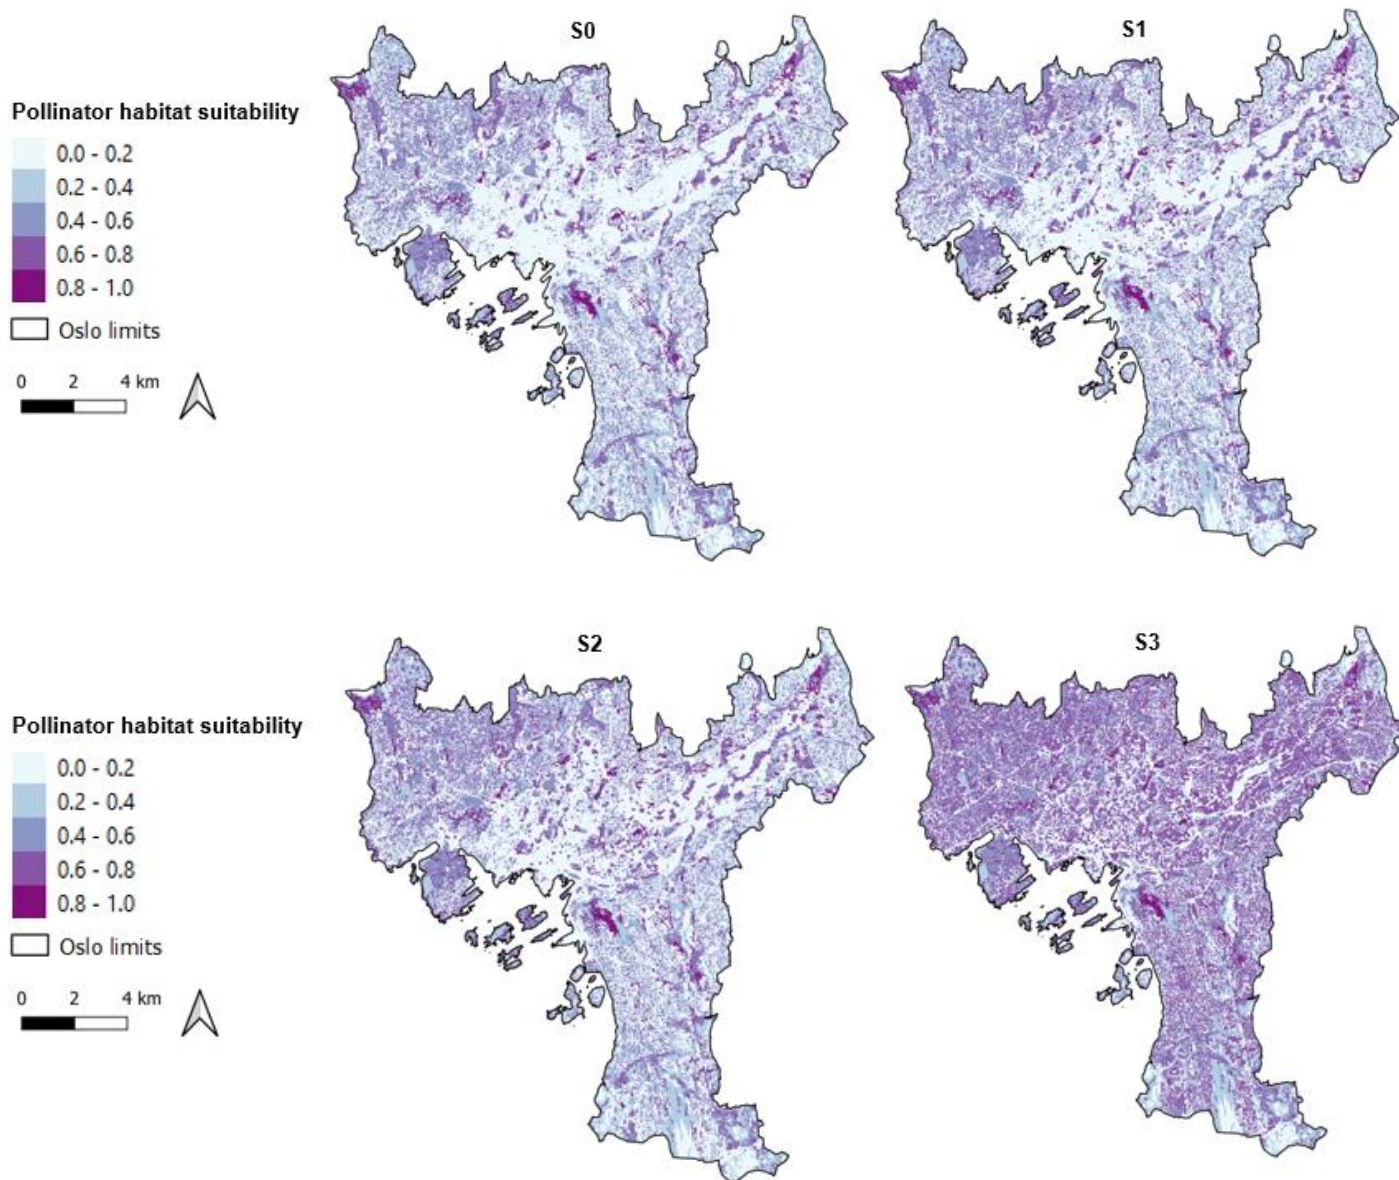 S0
S1
Pollinator habitat suitability
0.0 - 0.2
0.2 - 0.4
0.4 - 0.6
0.6 - 0.8
0.8 - 1.0
Oslo limits
0 2 4 km
S2
S3
Pollinator habitat suitability
0.0 - 0.2
0.2 - 0.4
0.4 - 0.6
0.6 - 0.8
0.8 - 1.0
Oslo limits
0 2 4 km